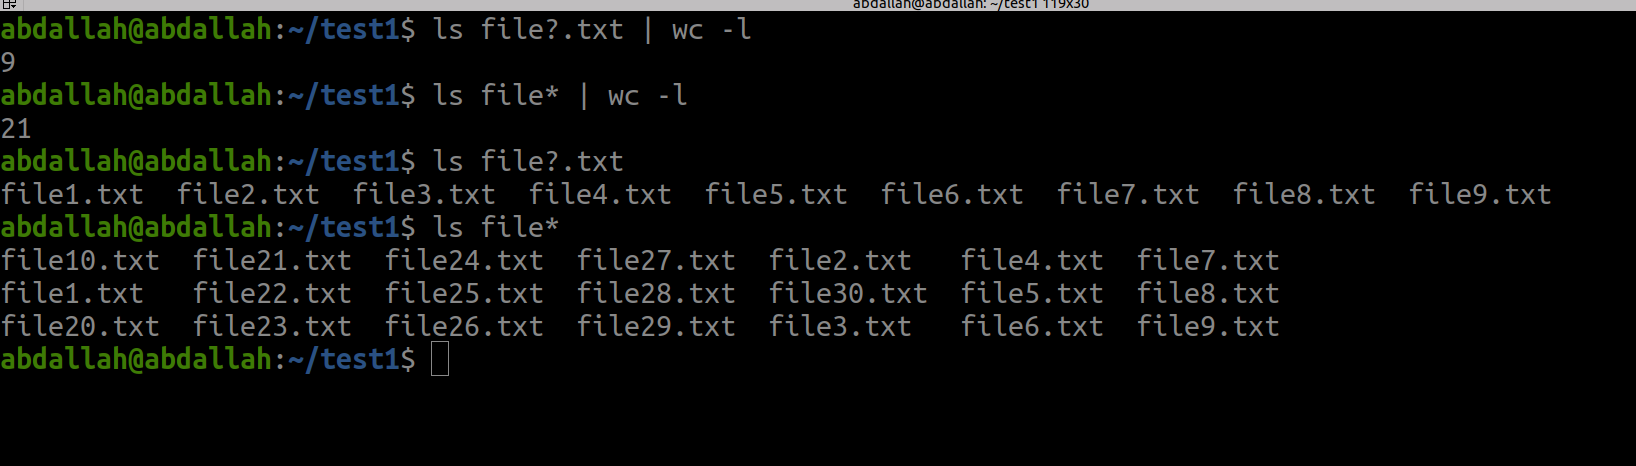 abdallah@abdallah: ~/test1 119x30
abdallah@abdallah:~/test1$ ls file?.txt | wc -l
9
abdallah@abdallah:~/test1$ ls file* | wc -l
21
abdallah@abdallah:~/test1$ ls file?.txt
file1.txt  file2.txt  file3.txt  file4.txt  file5.txt  file6.txt  file7.txt  file8.txt  file9.txt
abdallah@abdallah:~/test1$ ls file*
file10.txt  file21.txt  file24.txt  file27.txt  file2.txt   file4.txt  file7.txt
file1.txt   file22.txt  file25.txt  file28.txt  file30.txt  file5.txt  file8.txt
file20.txt  file23.txt  file26.txt  file29.txt  file3.txt   file6.txt  file9.txt
abdallah@abdallah:~/test1$